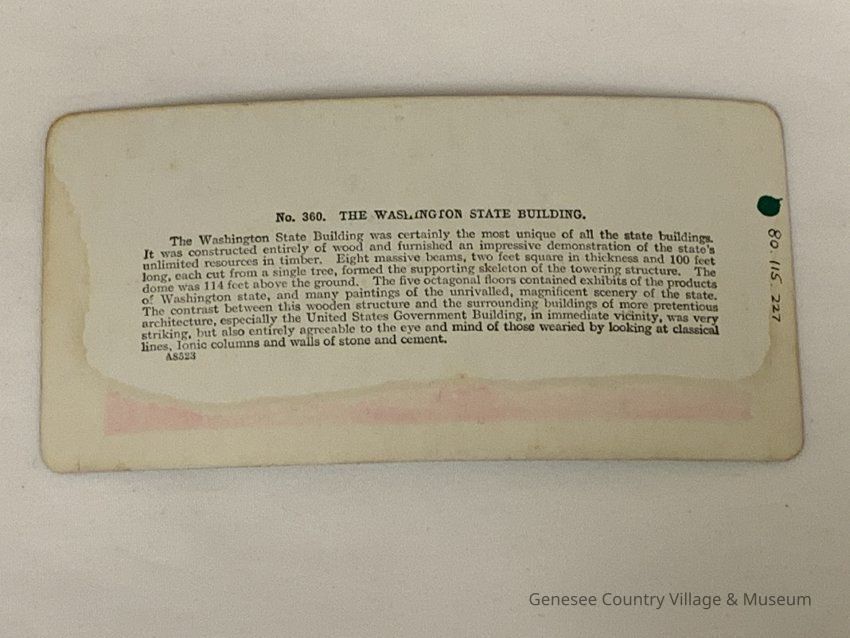 No. 360. THE WASHINGTON STATE BUILDING.
The Washington State Building was certainly the most unique of all the state buildings.
It was constructed entirely of wood and furnished an impressive demonstration of the state's
unlimited resources in timber. Eight massive beams, two feet square in thickness and 100 feet
long, each cut from a single tree, formed the supporting skeleton of the towering structure. The
dome was 114 feet above the ground. The five octagonal floors contained exhibits of the products
of Washington state, and many paintings of the unrivalled, magnificent scenery of the state.
The contrast between this wooden structure and the surrounding buildings of more pretentious
architecture, especially the United States Government Building, in immediate vicinity, was very
striking, but also entirely agreeable to the eye and mind of those wearied by looking at classical
lines, Ionic columns and walls of stone and cement.
A8523
80.115.227
Genesee Country Village & Museum